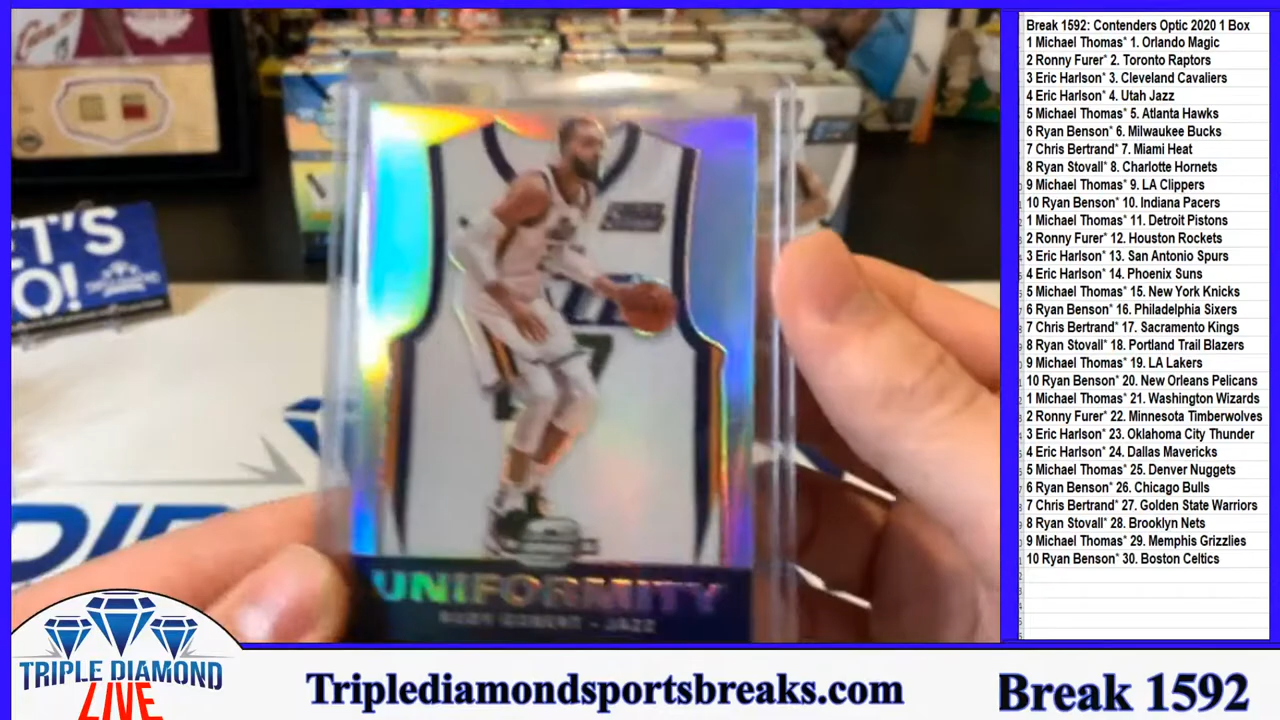 ET'S
O!
UNIFORMITY
RUDY GOBERT - JAZZ
TRIPLE DIAMOND
LIVE
Triplediamondsportsbreaks.com
Break 1592
Break 1592: Contenders Optic 2020 1 Box
1 Michael Thomas* 1. Orlando Magic
2 Ronny Furer* 2. Toronto Raptors
3 Eric Harlson* 3. Cleveland Cavaliers
4 Eric Harlson* 4. Utah Jazz
5 Michael Thomas* 5. Atlanta Hawks
6 Ryan Benson* 6. Milwaukee Bucks
7 Chris Bertrand* 7. Miami Heat
8 Ryan Stovall* 8. Charlotte Hornets
9 Michael Thomas* 9. LA Clippers
10 Ryan Benson* 10. Indiana Pacers
1 Michael Thomas* 11. Detroit Pistons
2 Ronny Furer* 12. Houston Rockets
3 Eric Harlson* 13. San Antonio Spurs
4 Eric Harlson* 14. Phoenix Suns
5 Michael Thomas* 15. New York Knicks
6 Ryan Benson* 16. Philadelphia Sixers
7 Chris Bertrand* 17. Sacramento Kings
8 Ryan Stovall* 18. Portland Trail Blazers
9 Michael Thomas* 19. LA Lakers
10 Ryan Benson* 20. New Orleans Pelicans
1 Michael Thomas* 21. Washington Wizards
2 Ronny Furer* 22. Minnesota Timberwolves
3 Eric Harlson* 23. Oklahoma City Thunder
4 Eric Harlson* 24. Dallas Mavericks
5 Michael Thomas* 25. Denver Nuggets
6 Ryan Benson* 26. Chicago Bulls
7 Chris Bertrand* 27. Golden State Warriors
8 Ryan Stovall* 28. Brooklyn Nets
9 Michael Thomas* 29. Memphis Grizzlies
10 Ryan Benson* 30. Boston Celtics